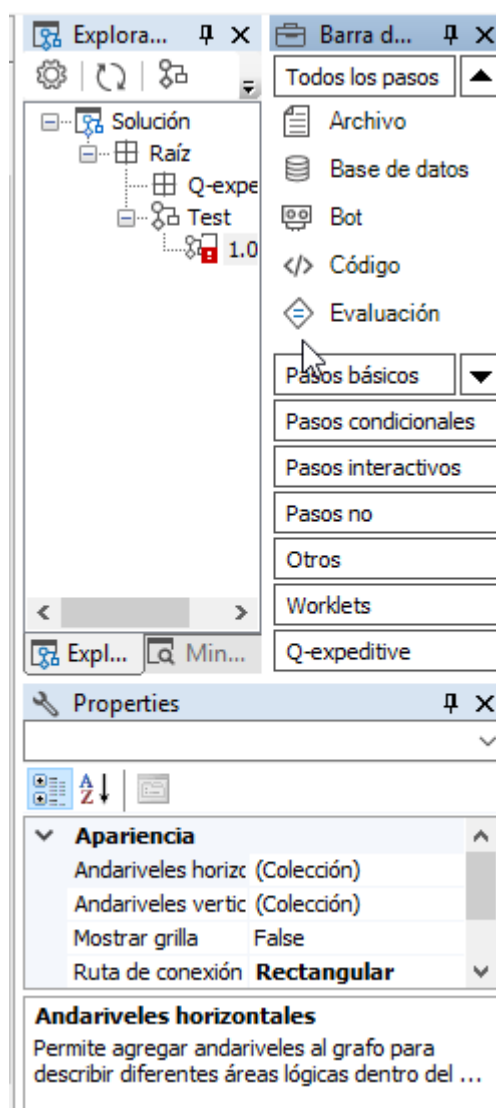 Explora...
Solución
Raíz
Q-expe
Test
1.0
Expl...
Min...
Barra d...
Todos los pasos
Archivo
Base de datos
Bot
Código
Evaluación
Pasos básicos
Pasos condicionales
Pasos interactivos
Pasos no
Otros
Worklets
Q-expeditive
Properties
Apariencia
Andariveles horizo (Colección)
Andariveles vertic (Colección)
Mostrar grilla False
Ruta de conexión Rectangular
Andariveles horizontales
Permite agregar andariveles al grafo para
describir diferentes áreas lógicas dentro del ...